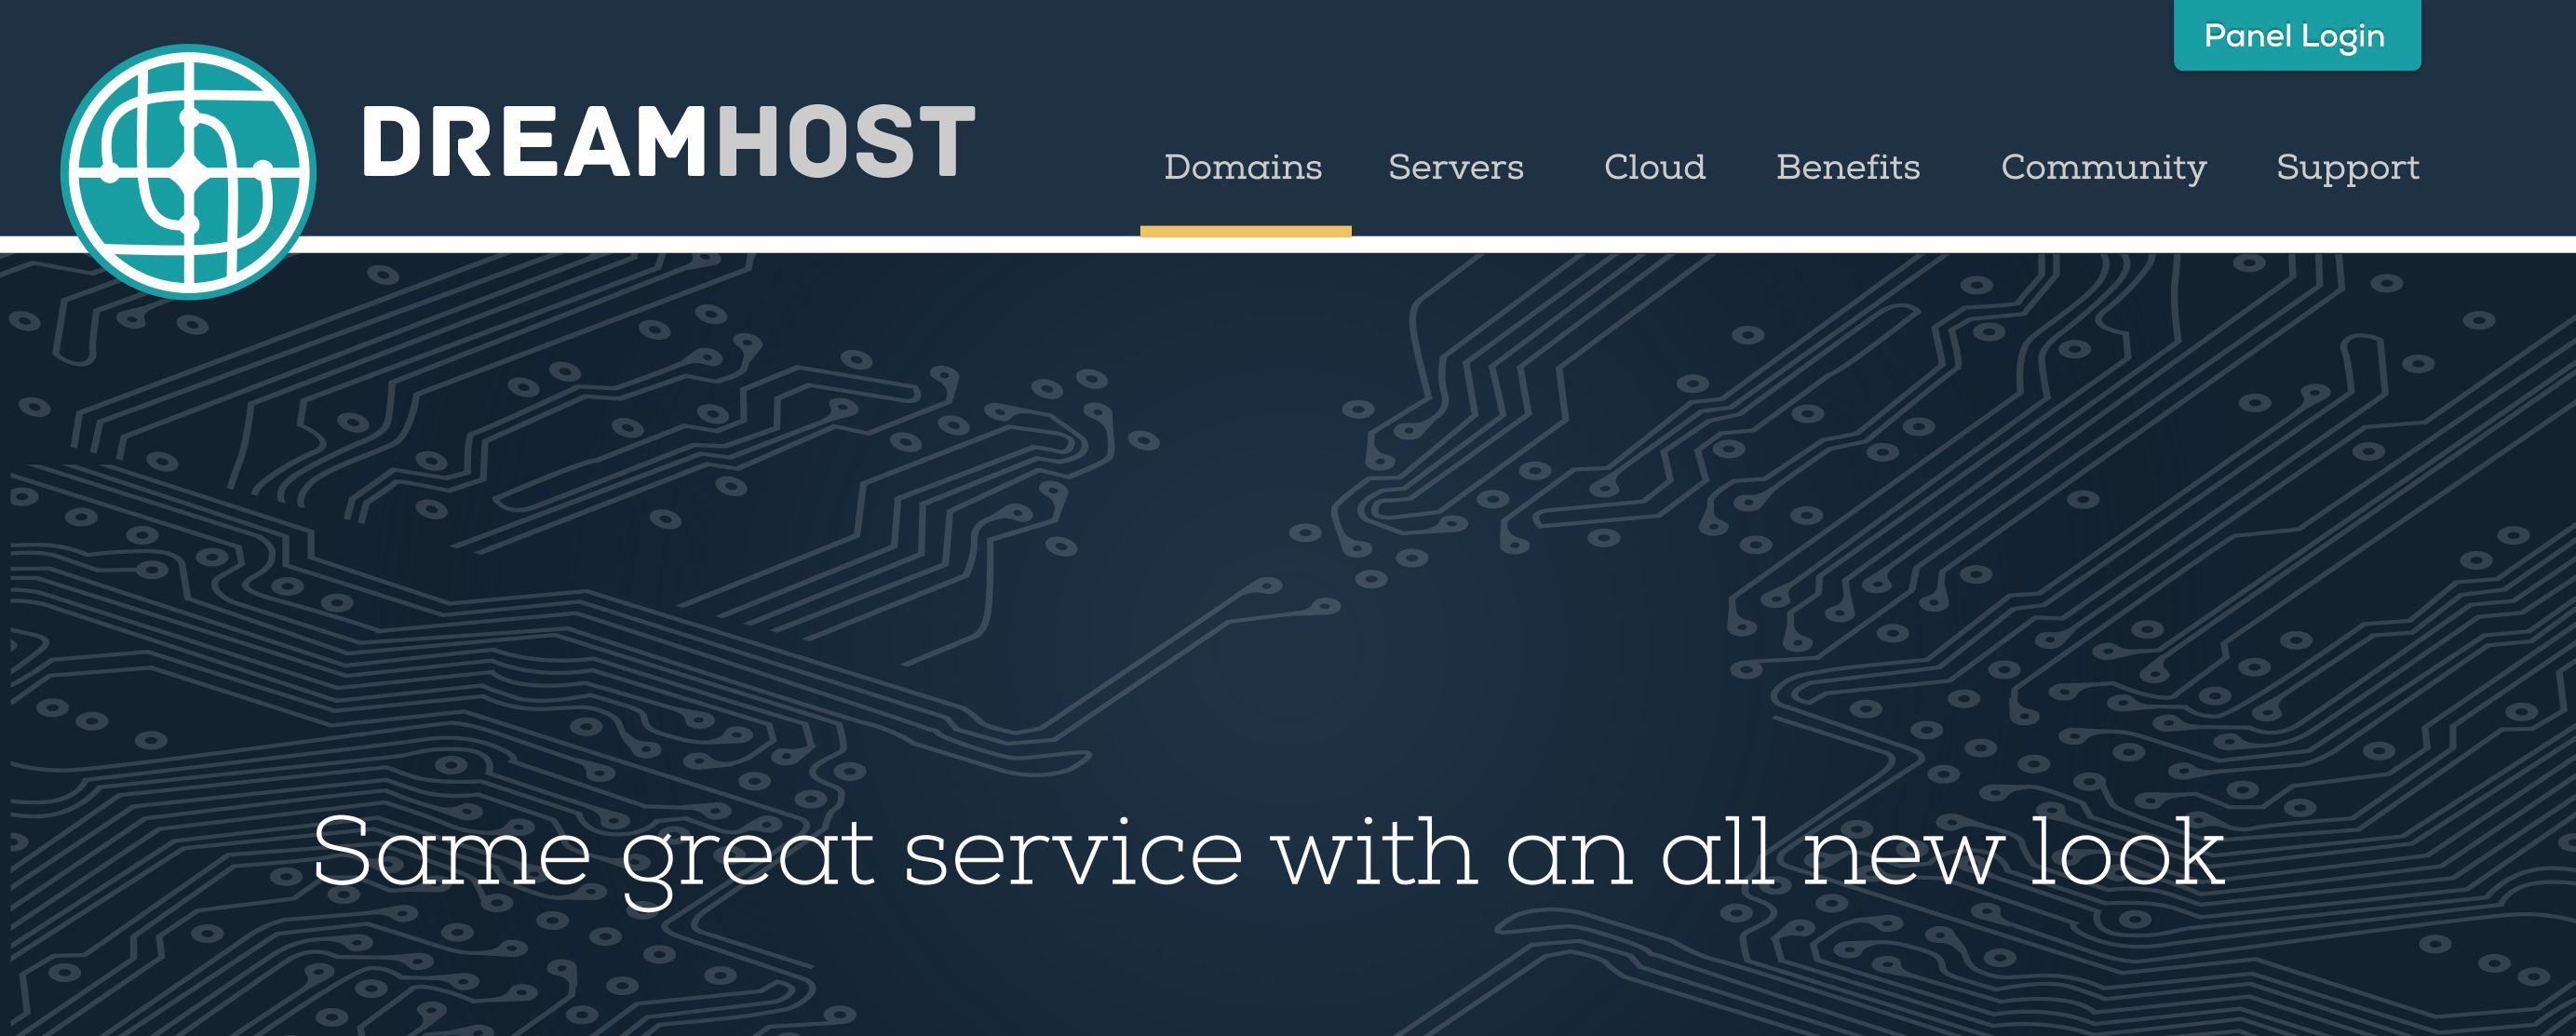 Panel Login
DREAMHOST
Domains Servers Cloud Benefits Community Support
Same great service with an all new look